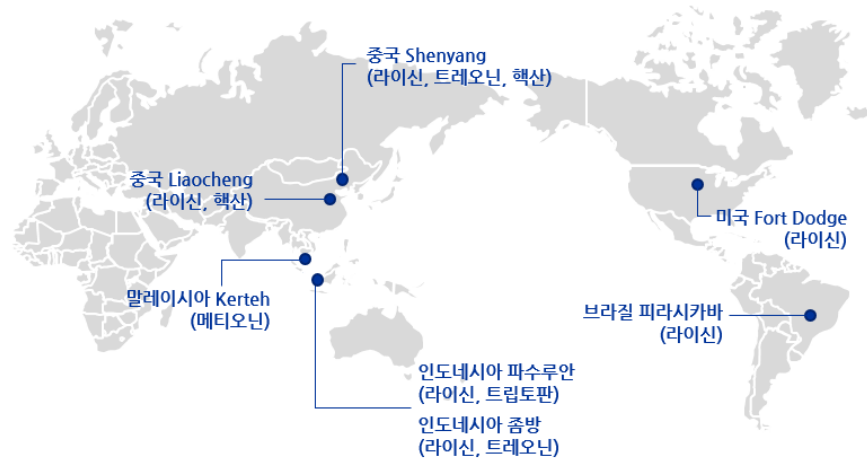 중국 Shenyang
(라이신, 트레오닌, 핵산)
중국 Liaocheng
(라이신, 핵산)
미국 Fort Dodge
(라이신)
말레이시아 Kerteh
(메티오닌)
브라질 피라시카바
(라이신)
인도네시아 파수루안
(라이신, 트립토판)
인도네시아 좀방
(라이신, 트레오닌)